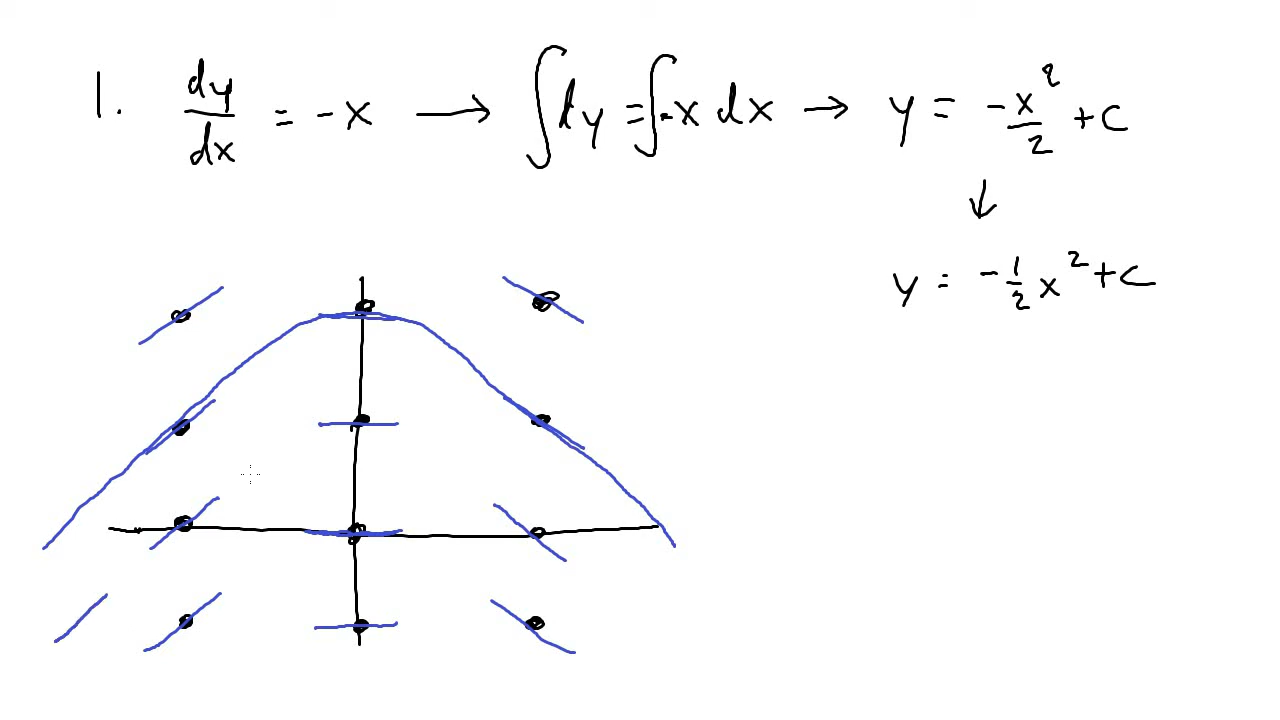 1. dy/dx = -x → ∫dy = ∫-x dx → y = -x²/2 + c
↓
y = -½x² + c